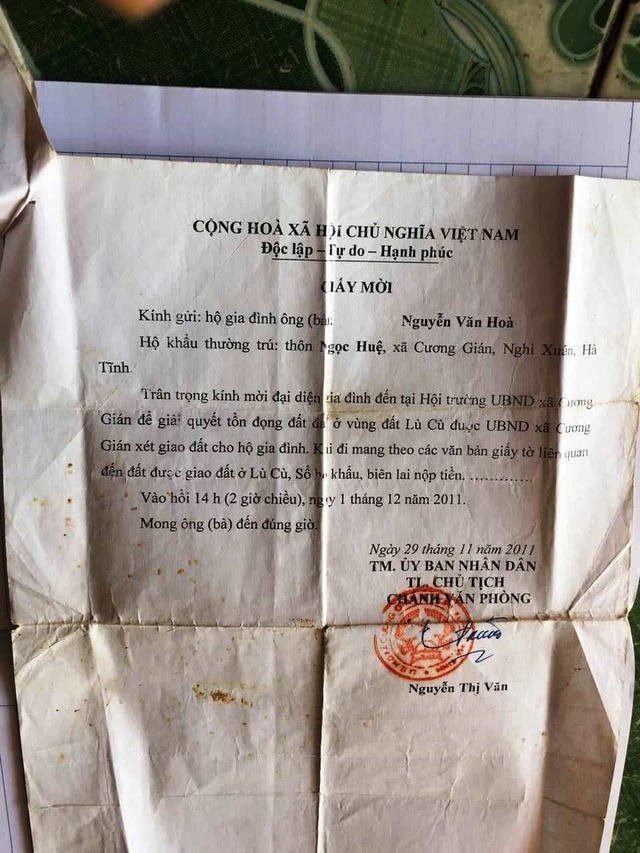 CỘNG HOÀ XÃ HỘI CHỦ NGHĨA VIỆT NAM
Độc lập – Tự do – Hạnh phúc
GIẤY MỜI
Kính gửi: hộ gia đình ông (bà): Nguyễn Văn Hoà
Hộ khẩu thường trú: thôn Ngọc Huệ, xã Cương Gián, Nghi Xuân, Hà
Tĩnh.
Trân trọng kính mời đại diện gia đình đến tại Hội trường UBND xã Cương
Gián để giải quyết tồn đọng đất đai ở vùng đất Lù Cù được UBND xã Cương
Gián xét giao đất cho hộ gia đình. Khi đi mang theo các văn bản giấy tờ liên quan
đến đất được giao đất ở Lù Cù, Sổ hộ khẩu, biên lai nộp tiền. ............
Vào hồi 14 h (2 giờ chiều), ngày 1 tháng 12 năm 2011.
Mong ông (bà) đến đúng giờ.
Ngày 29 tháng 11 năm 2011
TM. ỦY BAN NHÂN DÂN
TL. CHỦ TỊCH
CHÁNH VĂN PHÒNG
Nguyễn Thị Văn